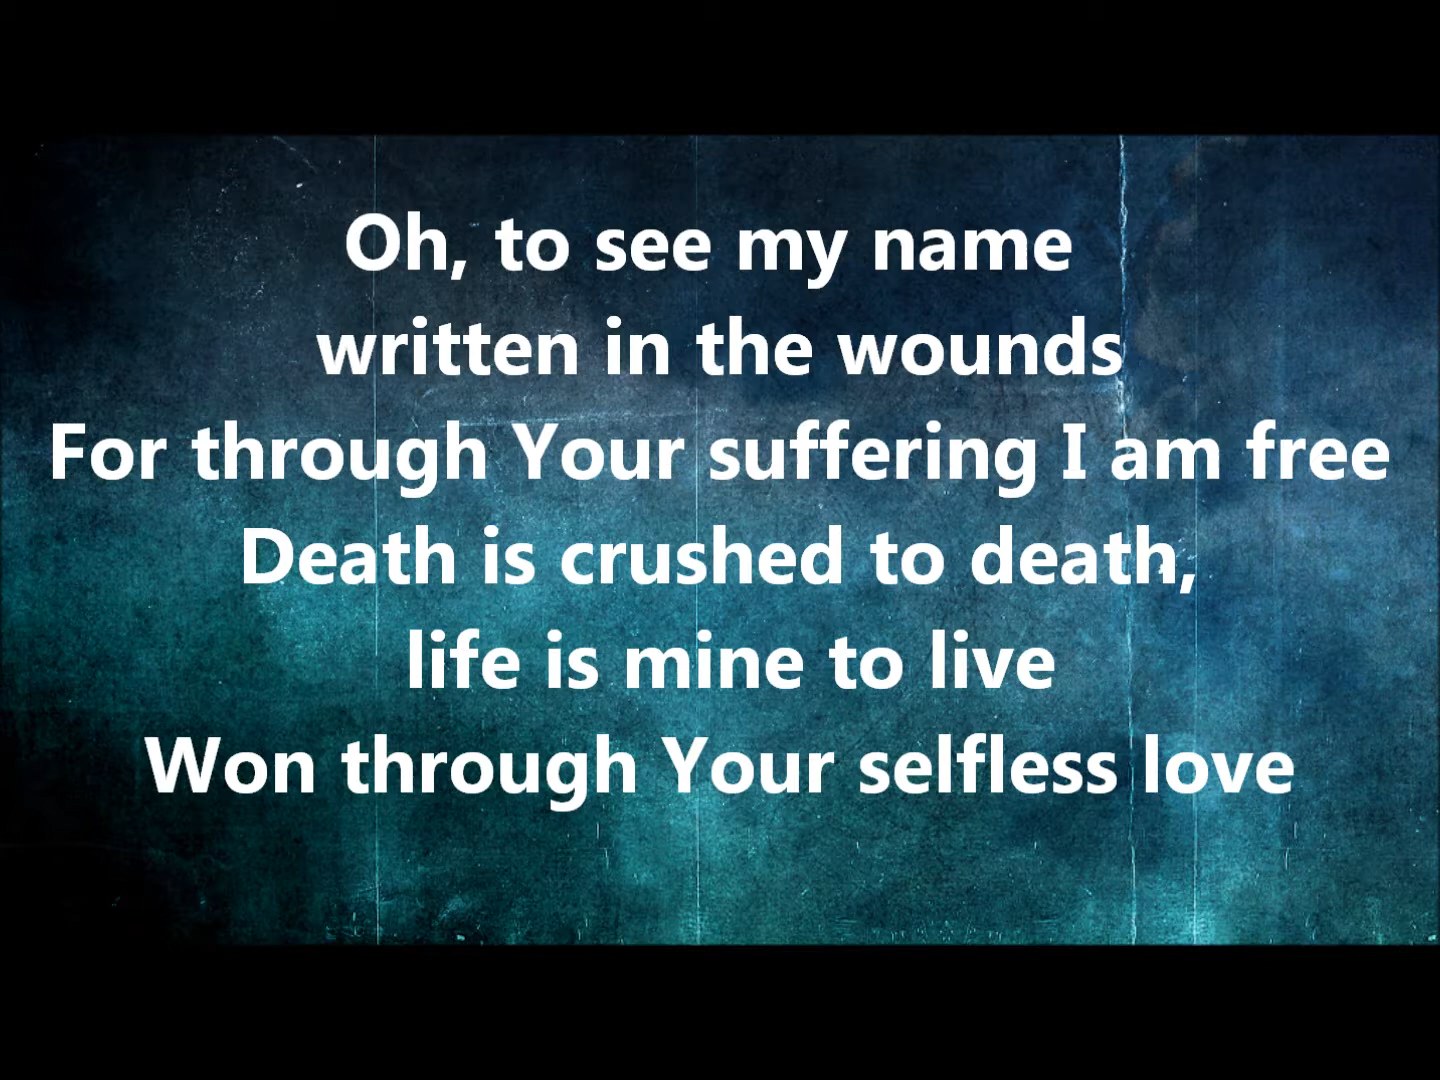 Oh, to see my name
written in the wounds
For through Your suffering I am free
Death is crushed to death,
life is mine to live
Won through Your selfless love